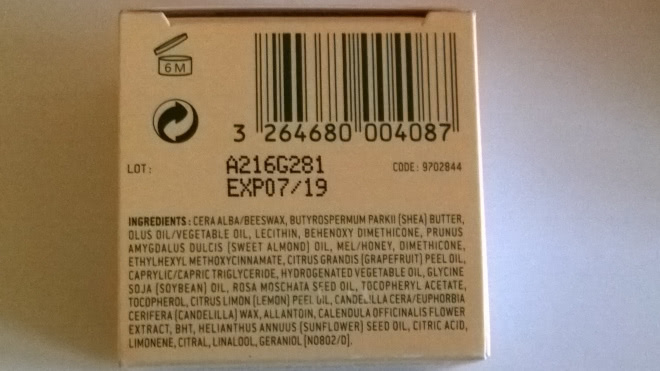 6M
3 264680 004087
LOT: A216G281 CODE: 9702844
EXP07/19
INGREDIENTS: CERA ALBA/BEESWAX, BUTYROSPERMUM PARKII (SHEA) BUTTER,
OLUS OIL/VEGETABLE OIL, LECITHIN, BEHENOXY DIMETHICONE, PRUNUS
AMYGDALUS DULCIS (SWEET ALMOND) OIL, MEL/HONEY, DIMETHICONE,
ETHYLHEXYL METHOXYCINNAMATE, CITRUS GRANDIS (GRAPEFRUIT) PEEL OIL,
CAPRYLIC/CAPRIC TRIGLYCERIDE, HYDROGENATED VEGETABLE OIL, GLYCINE
SOJA (SOYBEAN) OIL, ROSA MOSCHATA SEED OIL, TOCOPHERYL ACETATE,
TOCOPHEROL, CITRUS LIMON (LEMON) PEEL OIL, CANDELILLA CERA/EUPHORBIA
CERIFERA (CANDELILLA) WAX, ALLANTOIN, CALENDULA OFFICINALIS FLOWER
EXTRACT, BHT, HELIANTHUS ANNUUS (SUNFLOWER) SEED OIL, CITRIC ACID,
LIMONENE, CITRAL, LINALOOL, GERANIOL (N0802/D).